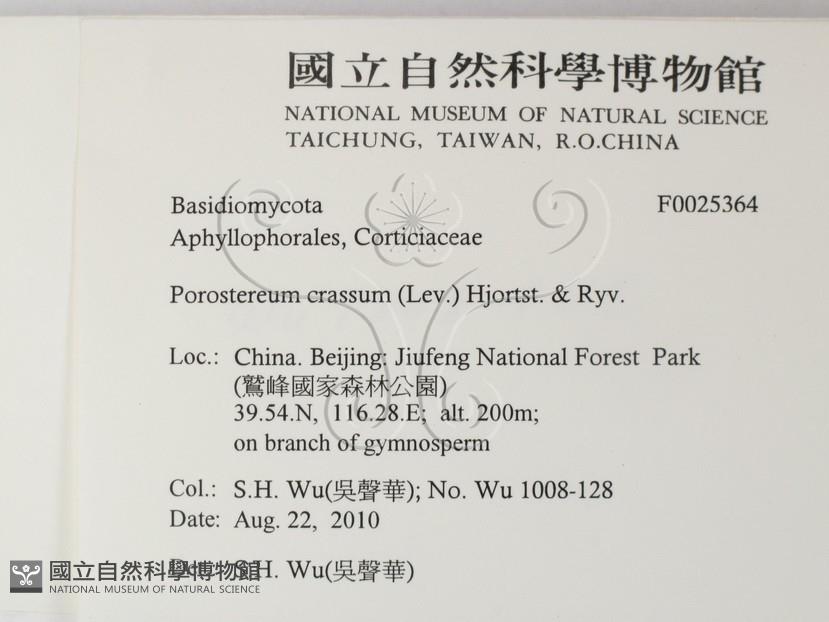 國立自然科學博物館
NATIONAL MUSEUM OF NATURAL SCIENCE
TAICHUNG, TAIWAN, R.O.CHINA
Basidiomycota F0025364
Aphyllophorales, Corticiaceae
Porostereum crassum (Lev.) Hjortst. & Ryv.
Loc.: China. Beijing: Jiufeng National Forest Park
(鷲峰國家森林公園)
39.54.N, 116.28.E; alt. 200m;
on branch of gymnosperm
Col.: S.H. Wu(吳聲華); No. Wu 1008-128
Date: Aug. 22, 2010
S.H. Wu(吳聲華)
國立自然科學博物館
NATIONAL MUSEUM OF NATURAL SCIENCE